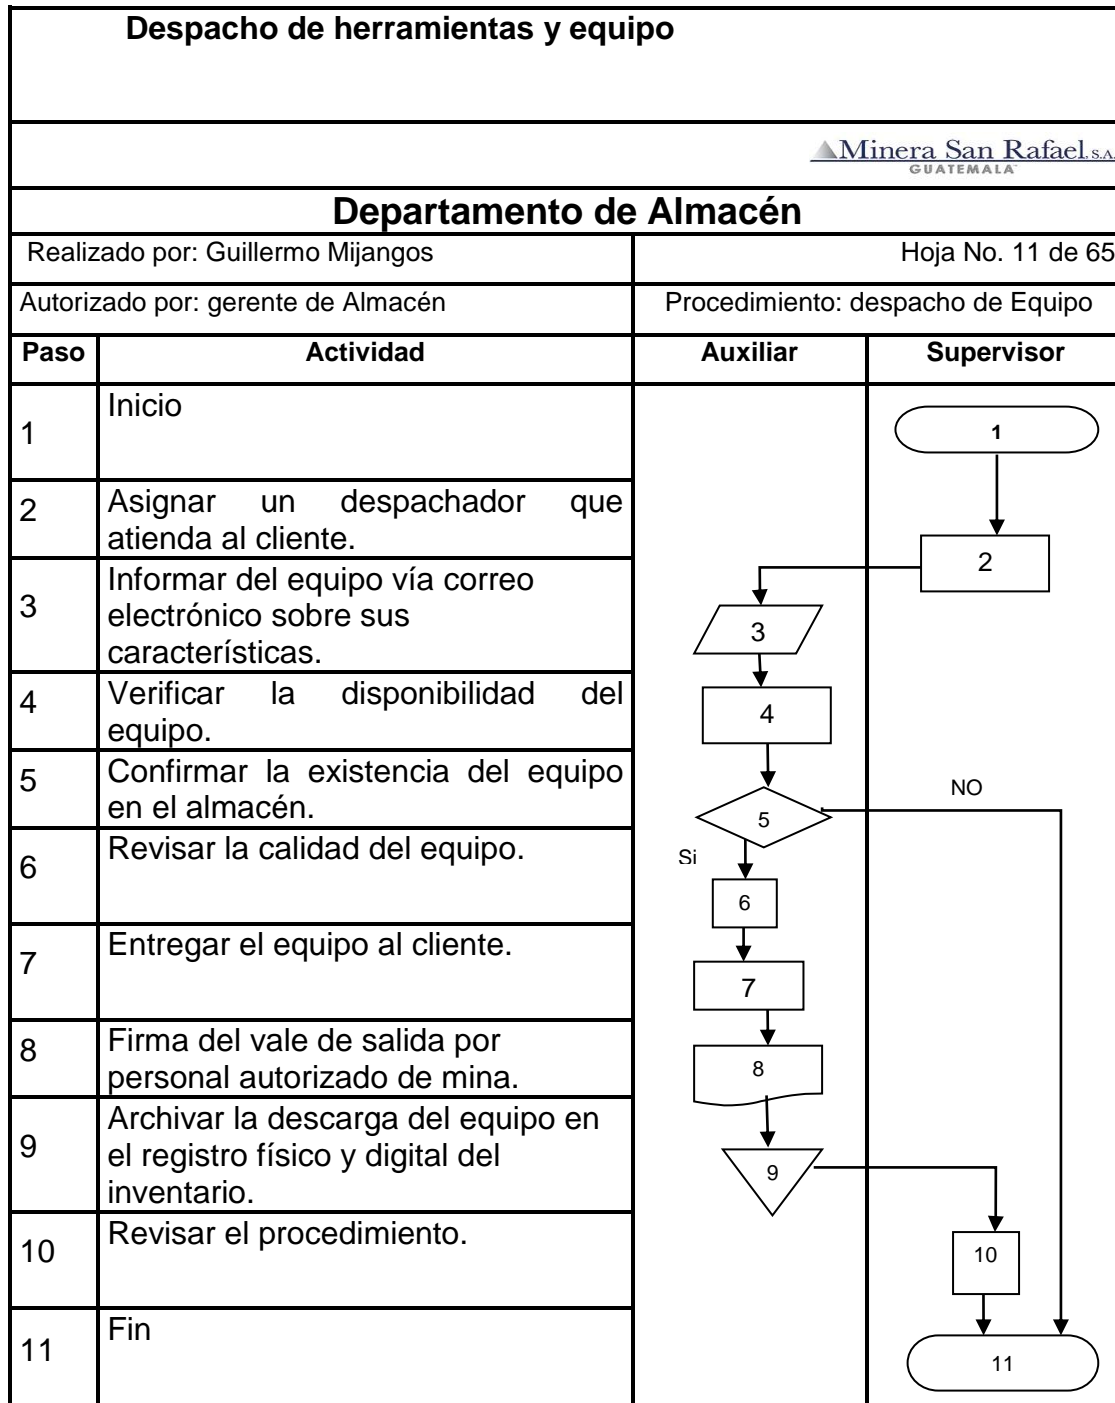 Despacho de herramientas y equipo
Minera San Rafael, S.A.
GUATEMALA
Departamento de Almacén
Realizado por: Guillermo Mijangos
Hoja No. 11 de 65
Autorizado por: gerente de Almacén
Procedimiento: despacho de Equipo
Paso
Actividad
Auxiliar
Supervisor
1
Inicio
2
Asignar un despachador que
atienda al cliente.
3
Informar del equipo vía correo
electrónico sobre sus
características.
4
Verificar la disponibilidad del
equipo.
5
Confirmar la existencia del equipo
en el almacén.
6
Revisar la calidad del equipo.
7
Entregar el equipo al cliente.
8
Firma del vale de salida por
personal autorizado de mina.
9
Archivar la descarga del equipo en
el registro físico y digital del
inventario.
10
Revisar el procedimiento.
11
Fin
1
2
3
4
5
NO
Si
6
7
8
9
10
11